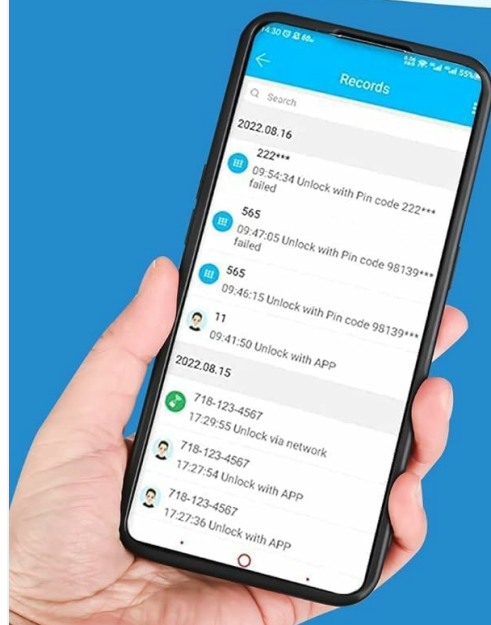 14:30
55%
Records
Search
2022.08.16
222***
09:54:34 Unlock with Pin code 222***
failed
565
09:47:05 Unlock with Pin code 98139***
failed
565
09:46:15 Unlock with Pin code 98139***
11
09:41:50 Unlock with APP
2022.08.15
718-123-4567
17:29:55 Unlock via network
718-123-4567
17:27:54 Unlock with APP
718-123-4567
17:27:36 Unlock with APP